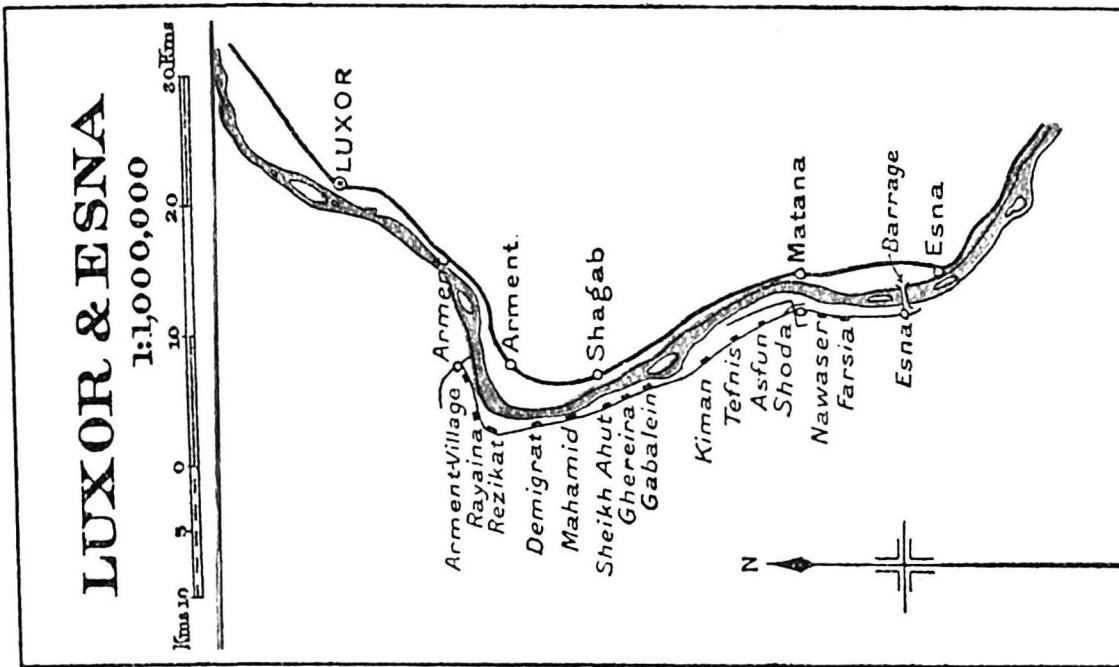 LUXOR & ESNA
1:1,000,000
Kms 10 5 0 10 20 30 Kms
LUXOR
Arment
Arment.
Shagab
Matana
Barrage
Esna
Arment-Village
Rayaina
Rezikat
Demigrat
Mahamid
Sheikh Ahut
Ghereira
Gabalein
Kiman
Tefnis
Asfun
Shoda
Nawasser
Farsia
Esna
N